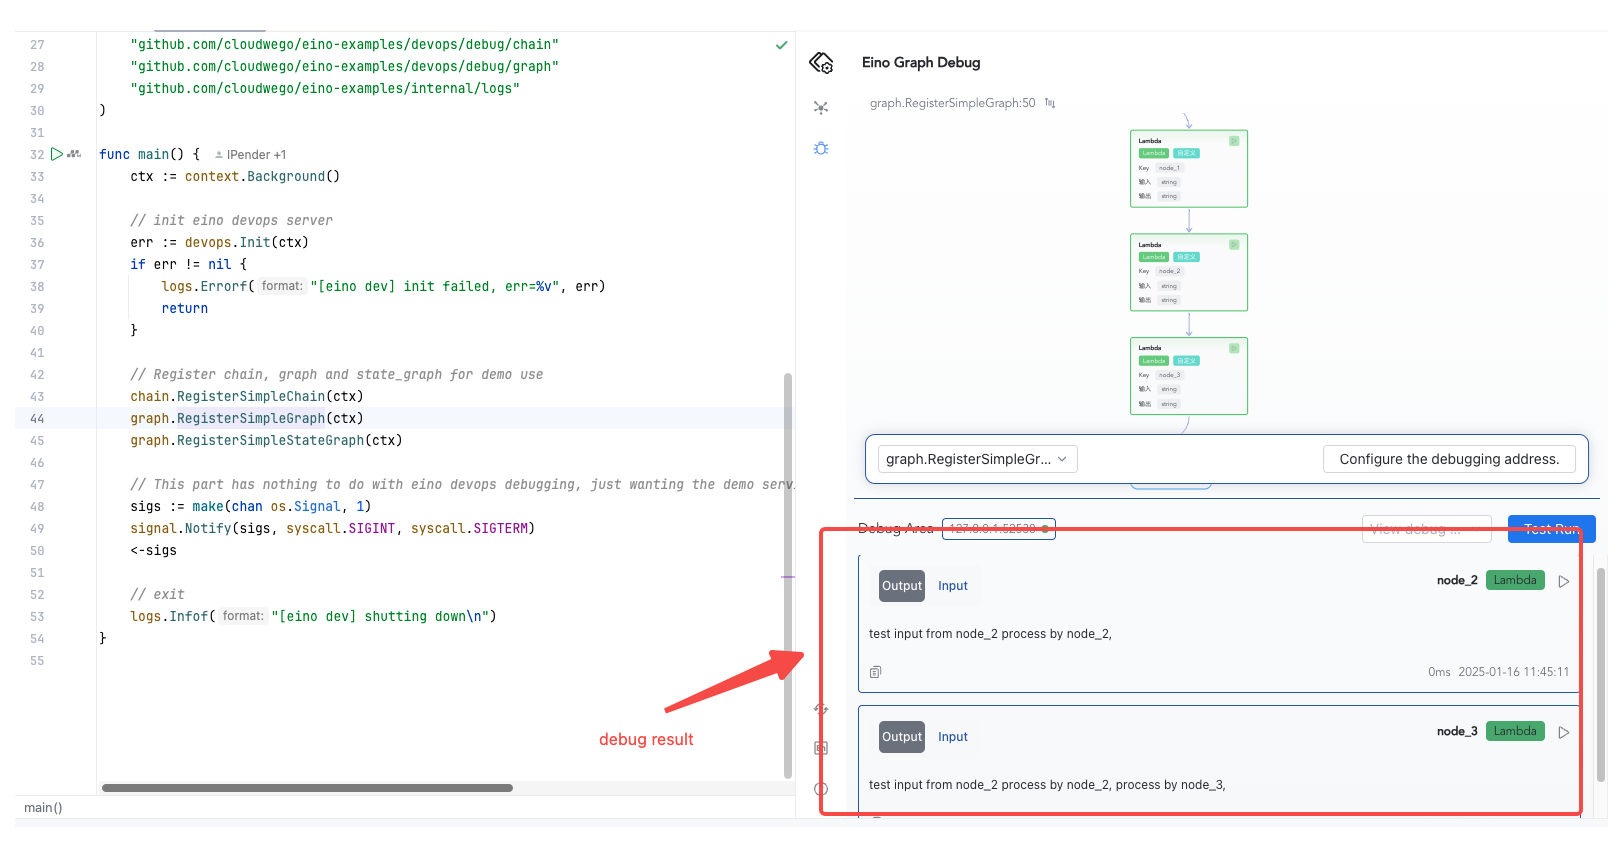 27 "github.com/cloudwego/eino-examples/devops/debug/chain"
28 "github.com/cloudwego/eino-examples/devops/debug/graph"
29 "github.com/cloudwego/eino-examples/internal/logs"
30 )
31
32 func main() { IPender +1
33 ctx := context.Background()
34
35 // init eino devops server
36 err := devops.Init(ctx)
37 if err != nil {
38 logs.Errorf( format: "[eino dev] init failed, err=%v", err)
39 return
40 }
41
42 // Register chain, graph and state_graph for demo use
43 chain.RegisterSimpleChain(ctx)
44 graph.RegisterSimpleGraph(ctx)
45 graph.RegisterSimpleStateGraph(ctx)
46
47 // This part has nothing to do with eino devops debugging, just wanting the demo serv
48 sigs := make(chan os.Signal, 1)
49 signal.Notify(sigs, syscall.SIGINT, syscall.SIGTERM)
50 <-sigs
51
52 // exit
53 logs.Infof( format: "[eino dev] shutting down\n")
54 }
55
main()
debug result
Eino Graph Debug
graph.RegisterSimpleGraph:50
Lambda
Lambda 自定义
Key node_1
输入 string
输出 string
Lambda
Lambda 自定义
Key node_2
输入 string
输出 string
Lambda
Lambda 自定义
Key node_3
输入 string
输出 string
graph.RegisterSimpleGr... Configure the debugging address.
Debug Area 127.0.0.1:52538 View debug ... Test Run
Output Input node_2 Lambda
test input from node_2 process by node_2,
0ms 2025-01-16 11:45:11
Output Input node_3 Lambda
test input from node_2 process by node_2, process by node_3,